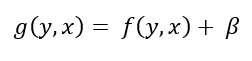 g(y,x) = f(y,x) + β